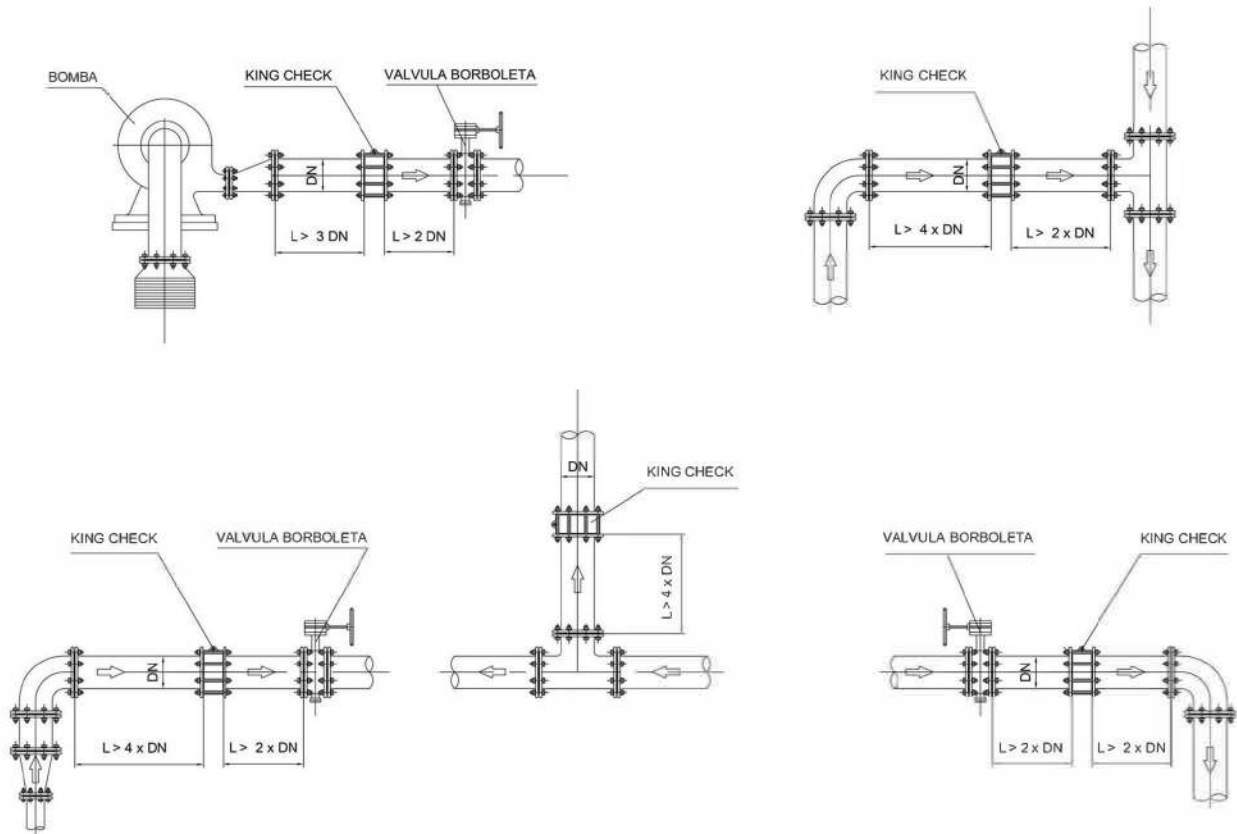 BOMBA
KING CHECK
VALVULA BORBOLETA
DN
L > 3 DN
L > 2 DN
KING CHECK
DN
L > 4 x DN
L > 2 x DN
KING CHECK
VALVULA BORBOLETA
DN
L > 4 x DN
L > 2 x DN
DN
KING CHECK
L > 4 x DN
VALVULA BORBOLETA
KING CHECK
DN
L > 2 x DN
L > 2 x DN